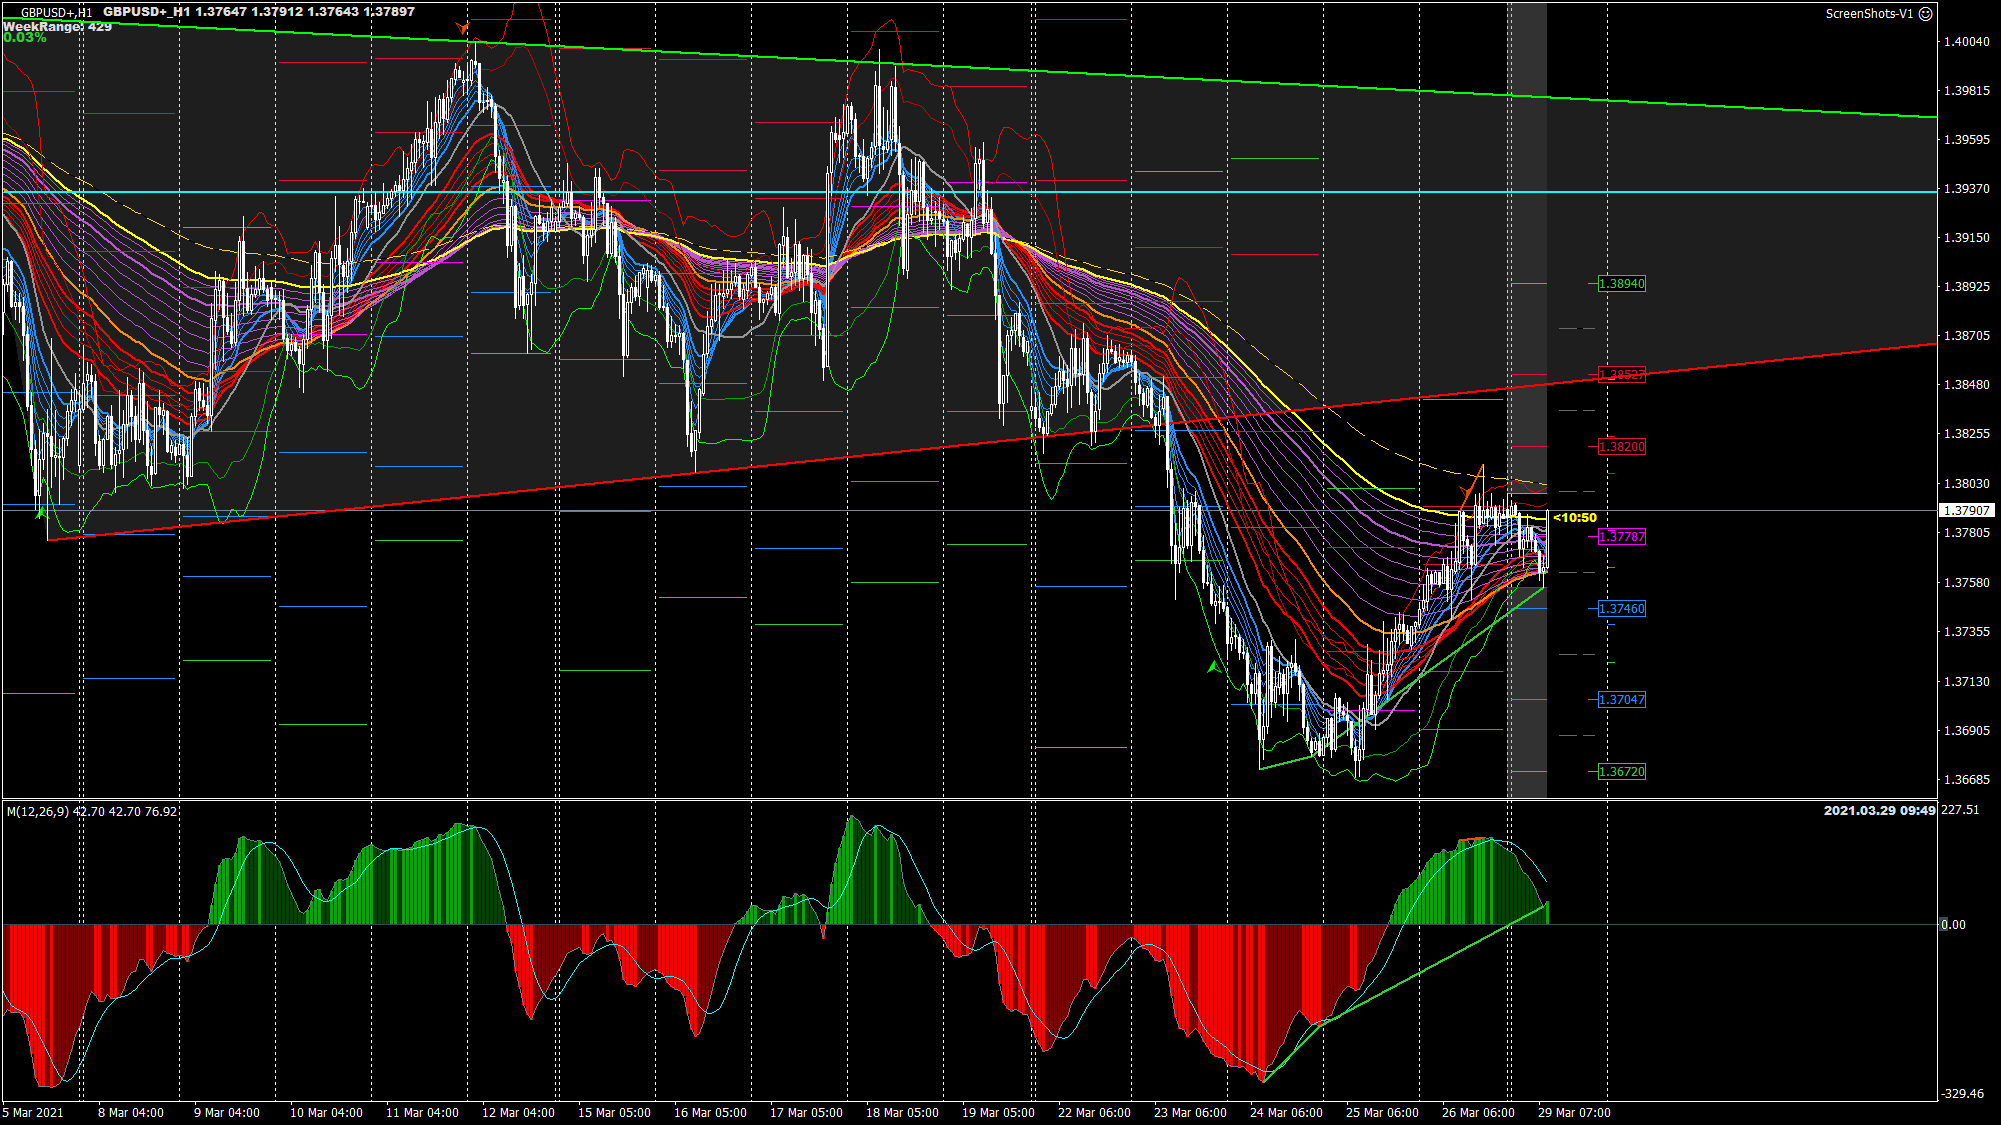 GBPUSD+,H1 GBPUSD+_H1 1.37647 1.37912 1.37643 1.37897
ScreenShots-V1 ☺
WeekRange: 429
0.03%
1.40040
1.39815
1.39595
1.39370
1.39150
1.38940
1.38925
1.38705
1.38527
1.38480
1.38200
1.38255
1.38030
<10:50
1.37907
1.37787
1.37805
1.37580
1.37460
1.37355
1.37047
1.37130
1.36905
1.36720
1.36685
M(12,26,9) 42.70 42.70 76.92
2021.03.29 09:49
227.51
0.00
-329.46
5 Mar 2021
8 Mar 04:00
9 Mar 04:00
10 Mar 04:00
11 Mar 04:00
12 Mar 04:00
15 Mar 05:00
16 Mar 05:00
17 Mar 05:00
18 Mar 05:00
19 Mar 05:00
22 Mar 06:00
23 Mar 06:00
24 Mar 06:00
25 Mar 06:00
26 Mar 06:00
29 Mar 07:00